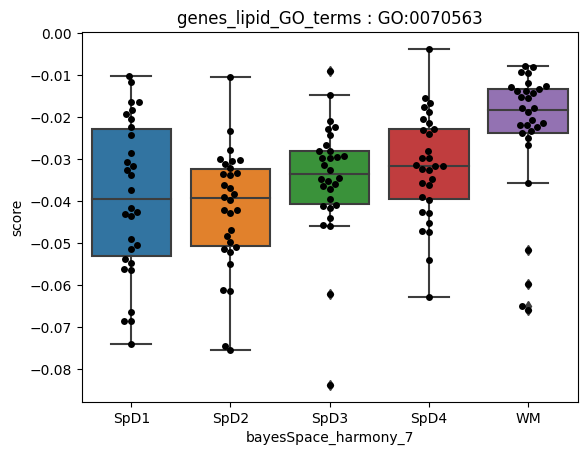 genes_lipid_GO_terms : GO:0070563
0.00
−0.01
−0.02
−0.03
−0.04
−0.05
−0.06
−0.07
−0.08
score
SpD1 SpD2 SpD3 SpD4 WM
bayesSpace_harmony_7